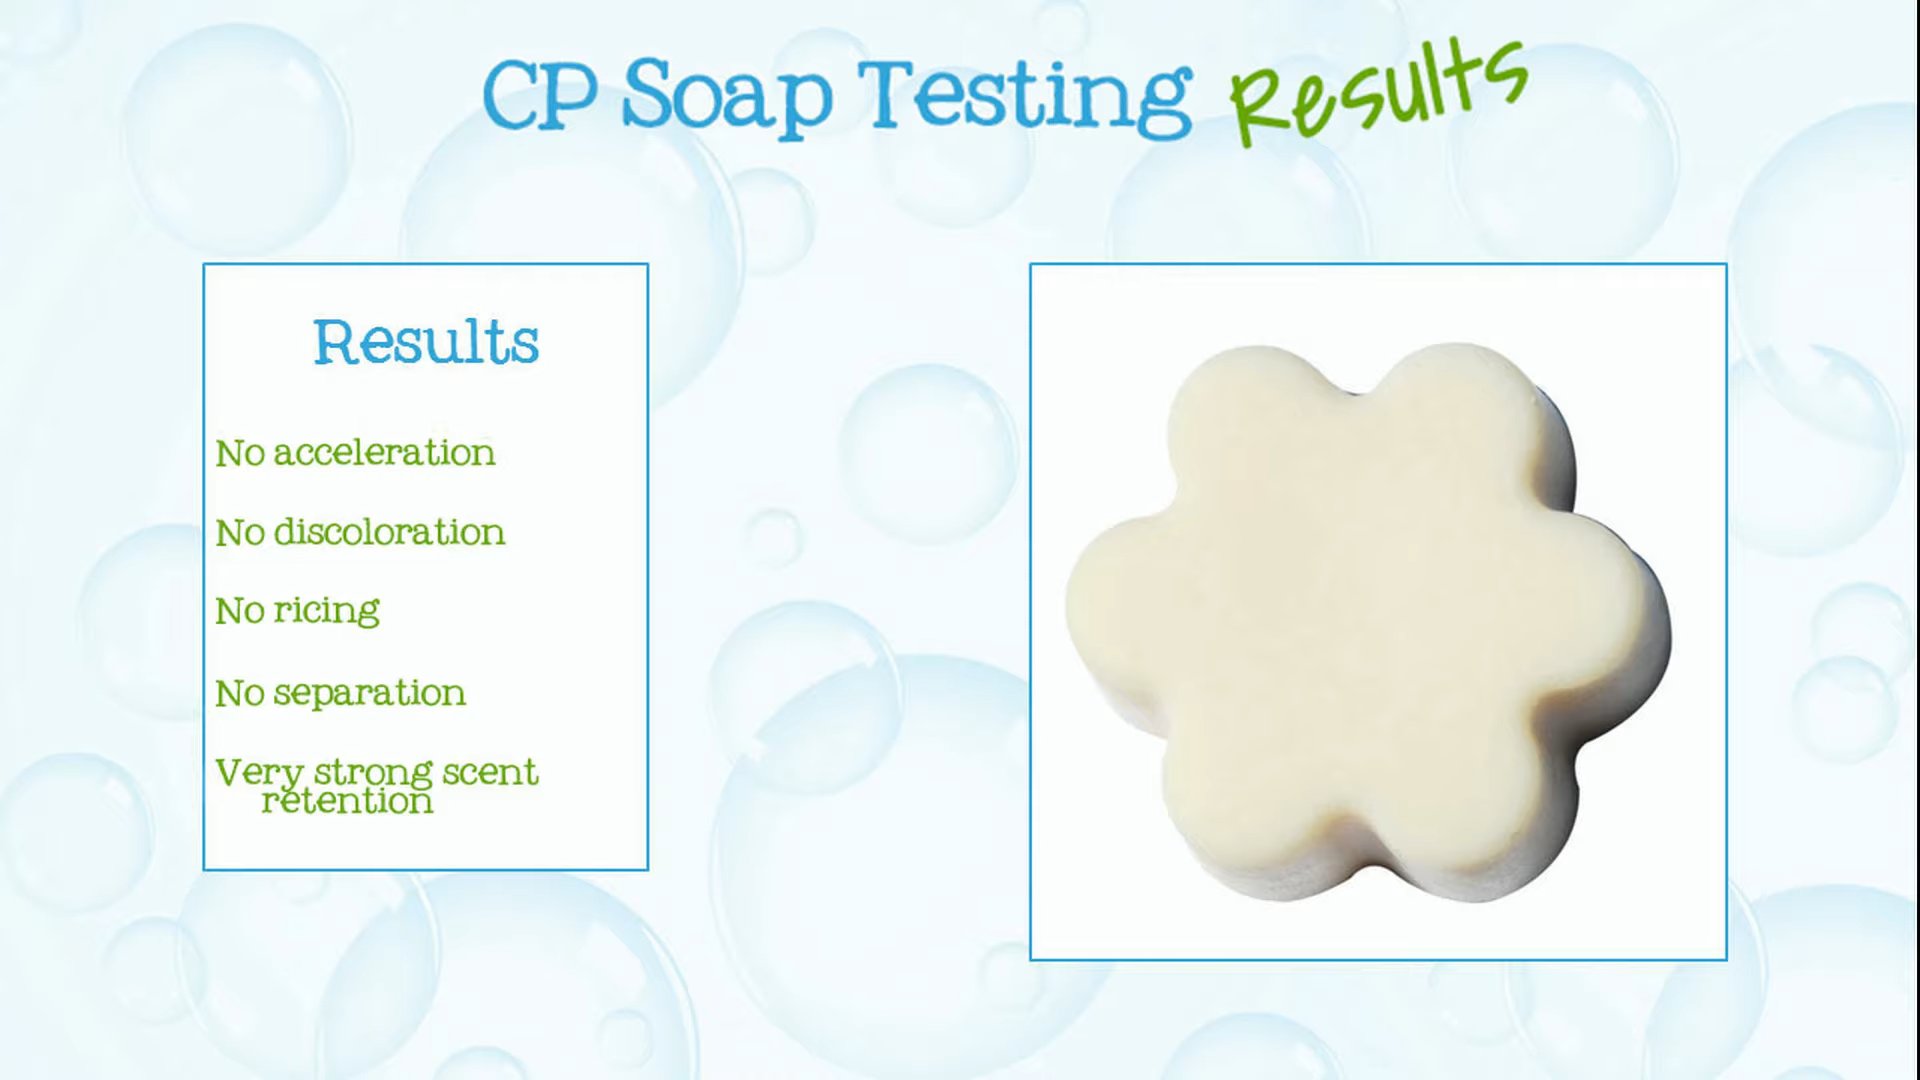 CP Soap Testing Results
Results
No acceleration
No discoloration
No ricing
No separation
Very strong scent
retention